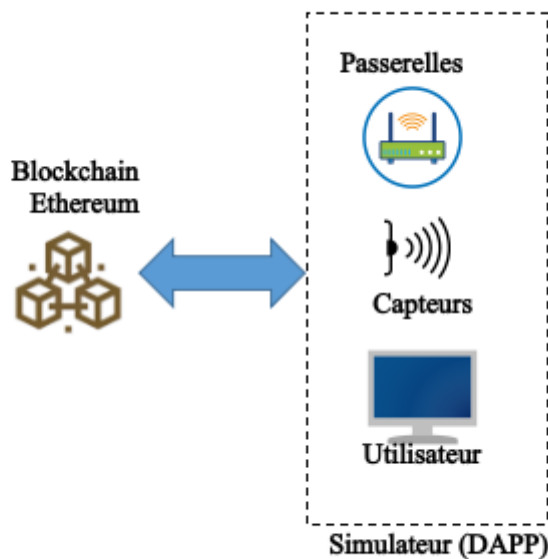 Passerelles
Blockchain
Ethereum
Capteurs
Utilisateur
Simulateur (DAPP)